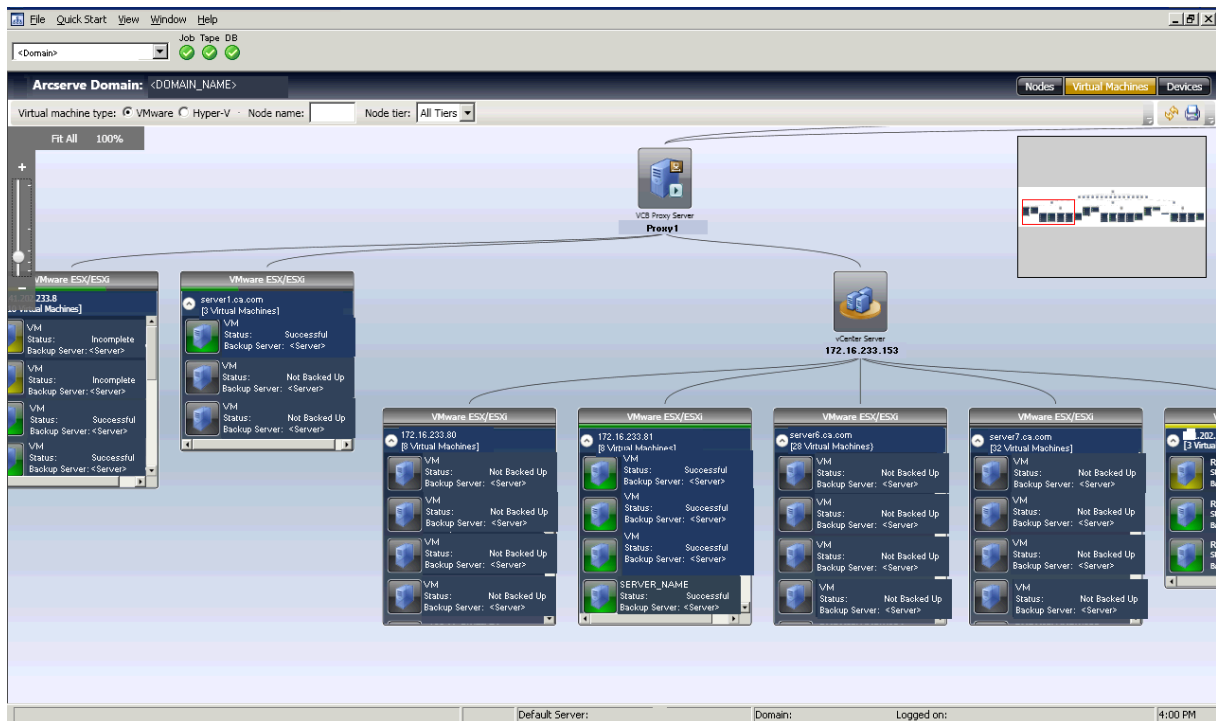 File Quick Start View Window Help
Job Tape DB
<Domain>
Arcserve Domain: <DOMAIN_NAME>
Nodes Virtual Machines Devices
Virtual machine type: VMware Hyper-V Node name: Node tier: All Tiers
Fit All 100%
VCB Proxy Server
Proxy1
VMware ESX/ESXi
233.8
Virtual Machines]
VM
Status: Incomplete
Backup Server: <Server>
VM
Status: Incomplete
Backup Server: <Server>
VM
Status: Successful
Backup Server: <Server>
VM
Status: Successful
Backup Server: <Server>
VMware ESX/ESXi
server1.ca.com
[3 Virtual Machines]
VM
Status: Successful
Backup Server: <Server>
VM
Status: Not Backed Up
Backup Server: <Server>
VM
Status: Not Backed Up
Backup Server: <Server>
vCenter Server
172.16.233.153
VMware ESX/ESXi
172.16.233.80
[8 Virtual Machines]
VM
Status: Not Backed Up
Backup Server: <Server>
VM
Status: Not Backed Up
Backup Server: <Server>
VM
Status: Not Backed Up
Backup Server: <Server>
VM
Status: Not Backed Up
Backup Server: <Server>
VMware ESX/ESXi
172.16.233.81
[8 Virtual Machines]
VM
Status: Successful
Backup Server: <Server>
VM
Status: Successful
Backup Server: <Server>
VM
Status: Successful
Backup Server: <Server>
SERVER_NAME
Status: Successful
Backup Server: <Server>
VMware ESX/ESXi
server6.ca.com
[28 Virtual Machines)
VM
Status: Not Backed Up
Backup Server: <Server>
VM
Status: Not Backed Up
Backup Server: <Server>
VM
Status: Not Backed Up
Backup Server: <Server>
VM
Status: Not Backed Up
Backup Server: <Server>
VMware ESX/ESXi
server7.ca.com
[32 Virtual Machines]
VM
Status: Not Backed Up
Backup Server: <Server>
VM
Status: Not Backed Up
Backup Server: <Server>
VM
Status: Not Backed Up
Backup Server: <Server>
VM
Status: Not Backed Up
Backup Server: <Server>
.202.
[3 Virtua
Default Server: Domain: Logged on: 4:00 PM